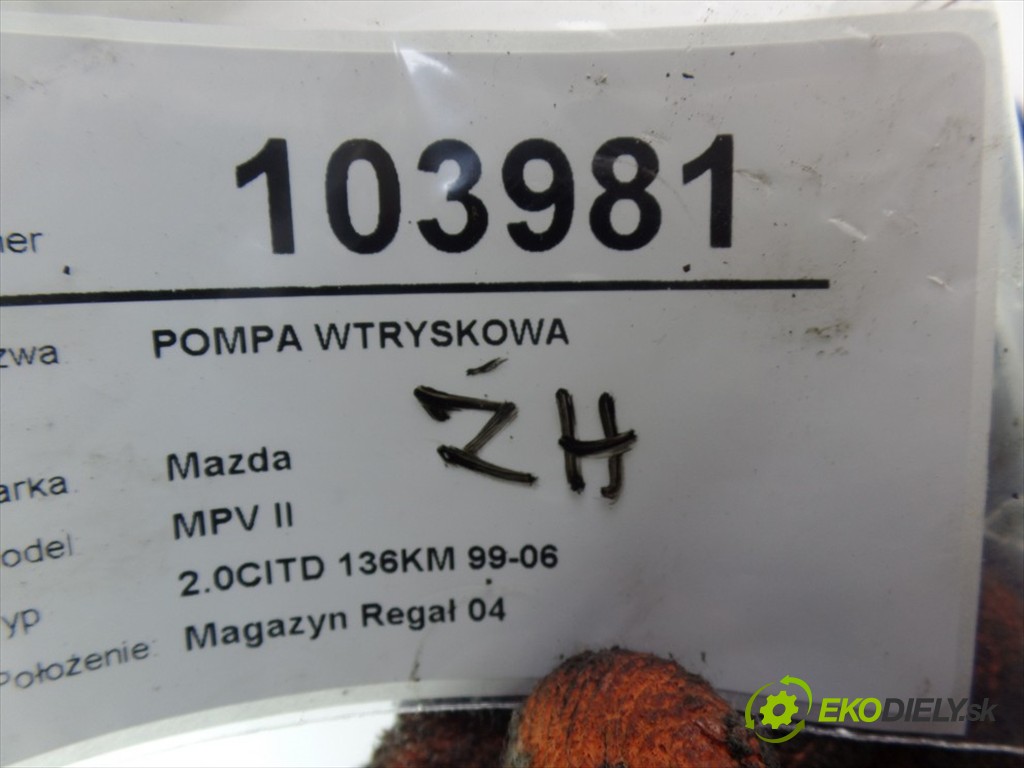 ner 103981
zwa POMPA WTRYSKOWA
ŻH
arka Mazda
odel MPV II
yp 2.0CITD 136KM 99-06
Położenie: Magazyn Regał 04
EKODIELY.sk